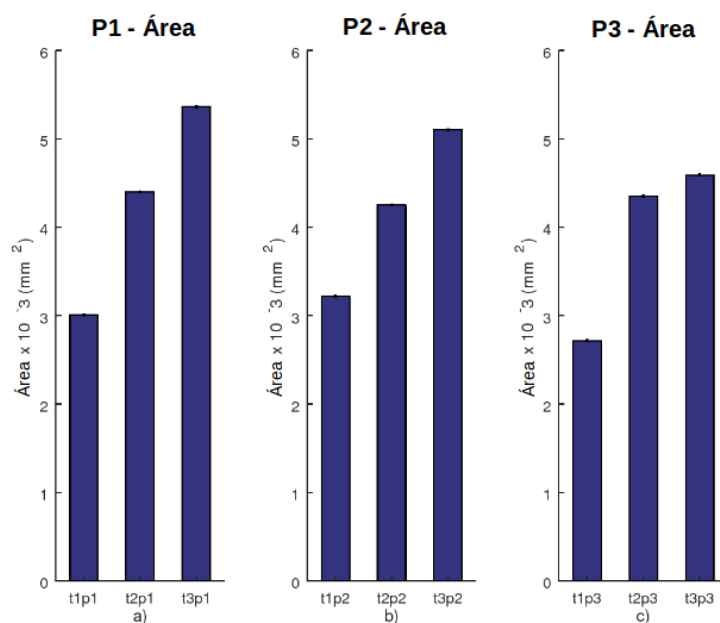 P1 - Área
6
5
4
3
2
1
0
Área x 10 ⁻3 (mm ²)
t1p1 t2p1 t3p1
a)
P2 - Área
6
5
4
3
2
1
0
Área x 10 ⁻3 (mm ²)
t1p2 t2p2 t3p2
b)
P3 - Área
6
5
4
3
2
1
0
Área x 10 ⁻3 (mm ²)
t1p3 t2p3 t3p3
c)